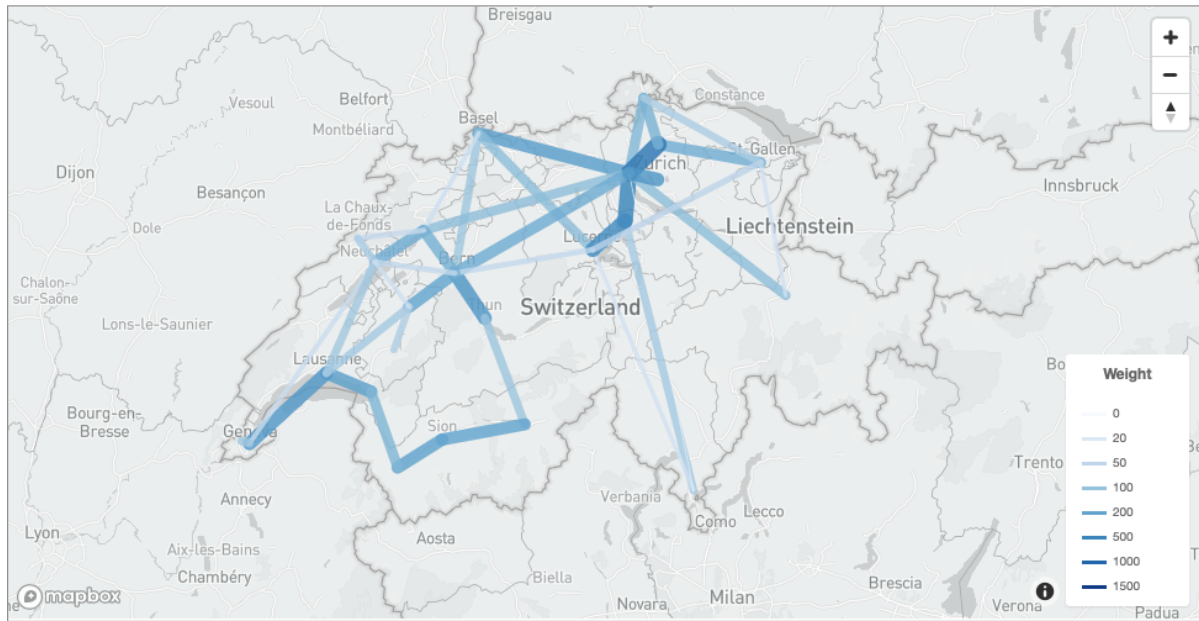 Breisgau
Constance
Belfort
Vesoul
Basel
Montbéliard
St-Gallen
Zürich
Dijon
Besançon
Innsbruck
La Chaux-
de-Fonds
Dole
Liechtenstein
Neuchâtel
Bern
Chalon-
sur-Saône
Switzerland
Thun
Lons-le-Saunier
Lausanne
Weight
0
20
50
100
200
500
1000
1500
Bourg-en-
Bresse
Geneva
Sion
Trento
Annecy
Verbania
Lecco
Como
Lyon
Aosta
Aix-les-Bains
Chambéry
Biella
Brescia
mapbox
Novara
Milan
Verona
Padua